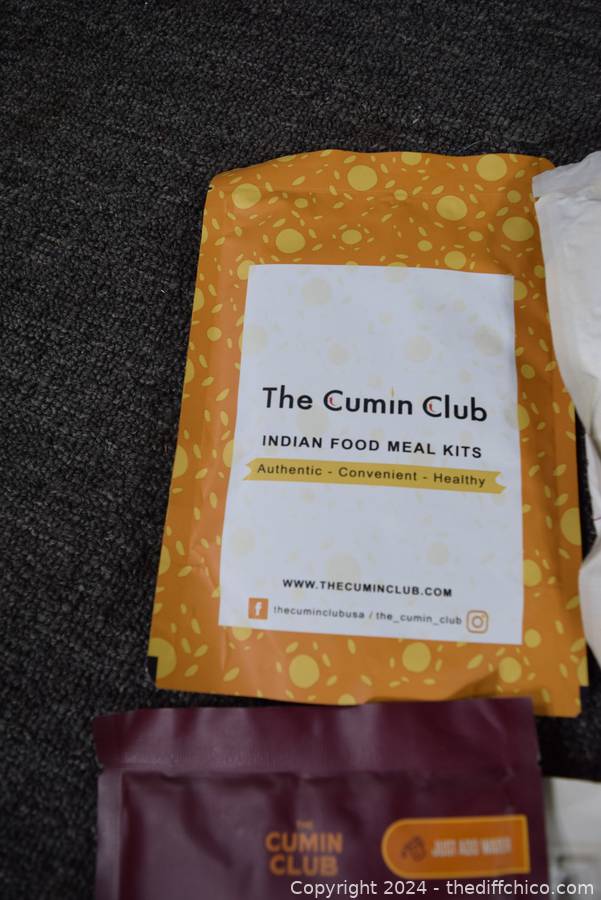 The Cumin Club
INDIAN FOOD MEAL KITS
Authentic - Convenient - Healthy
WWW.THECUMINCLUB.COM
f thecuminclubusa / the_cumin_club
THE
CUMIN
CLUB
JUST ADD WATER
Copyright 2024 - thediffchico.com